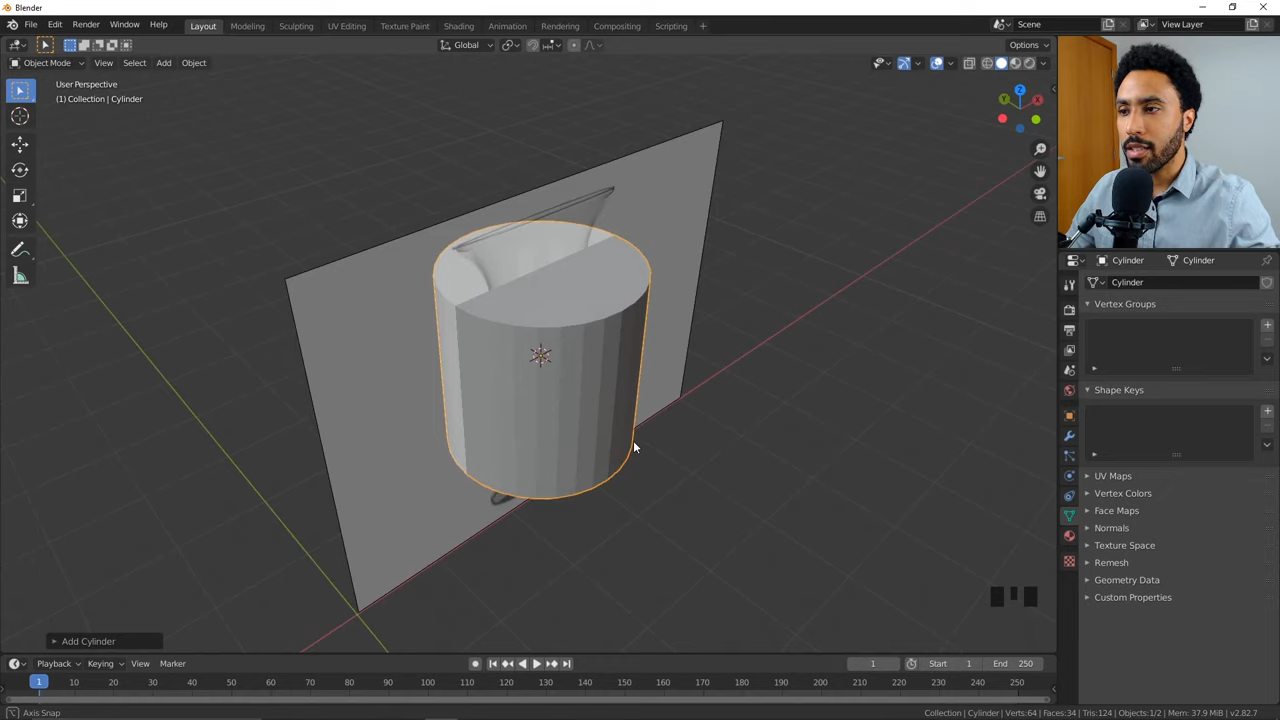 Blender
File Edit Render Window Help Layout Modeling Sculpting UV Editing Texture Paint Shading Animation Rendering Compositing Scripting + Scene View Layer
Global Options
Object Mode View Select Add Object
User Perspective
(1) Collection | Cylinder
Z
Y X
Cylinder Cylinder
Cylinder
Vertex Groups
Shape Keys
UV Maps
Vertex Colors
Face Maps
Normals
Texture Space
Remesh
Geometry Data
Custom Properties
Add Cylinder
Playback Keying View Marker 1 Start 1 End 250
1 10 20 30 40 50 60 70 80 90 100 110 120 130 140 150 160 170 180 190 200 210 220 230 240 250
Axis Snap Collection | Cylinder | Verts:64 | Faces:34 | Tris:124 | Objects:1/2 | Mem: 37.9 MiB | v2.82.7